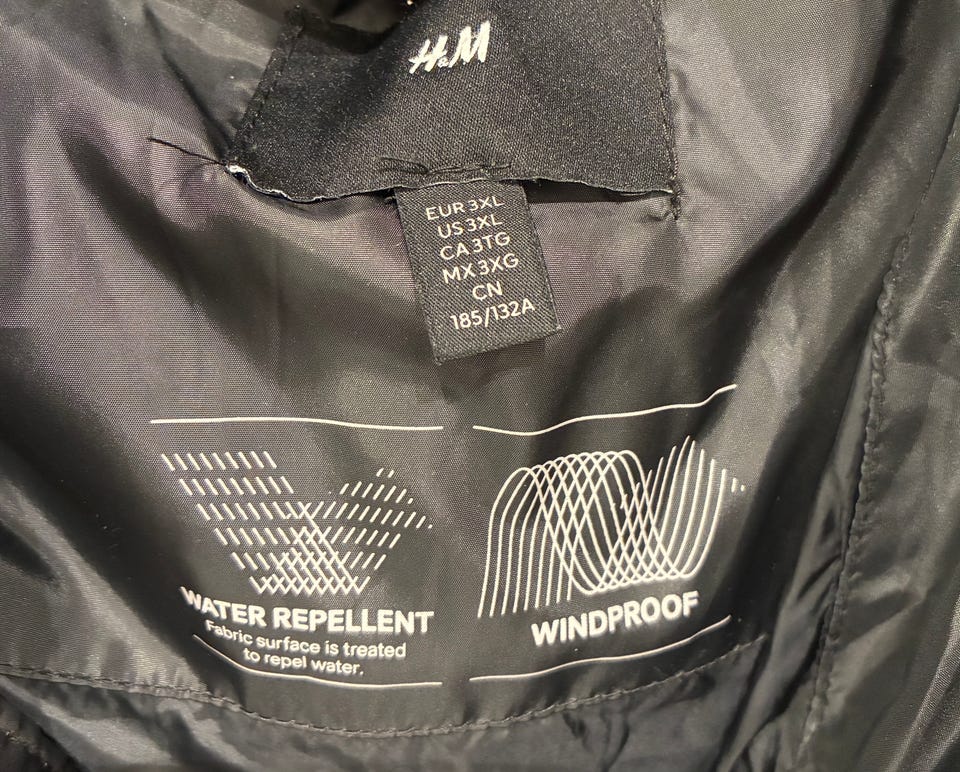 H&M
EUR 3XL
US 3XL
CA 3TG
MX 3XG
CN
185/132A
WATER REPELLENT
Fabric surface is treated
to repel water.
WINDPROOF